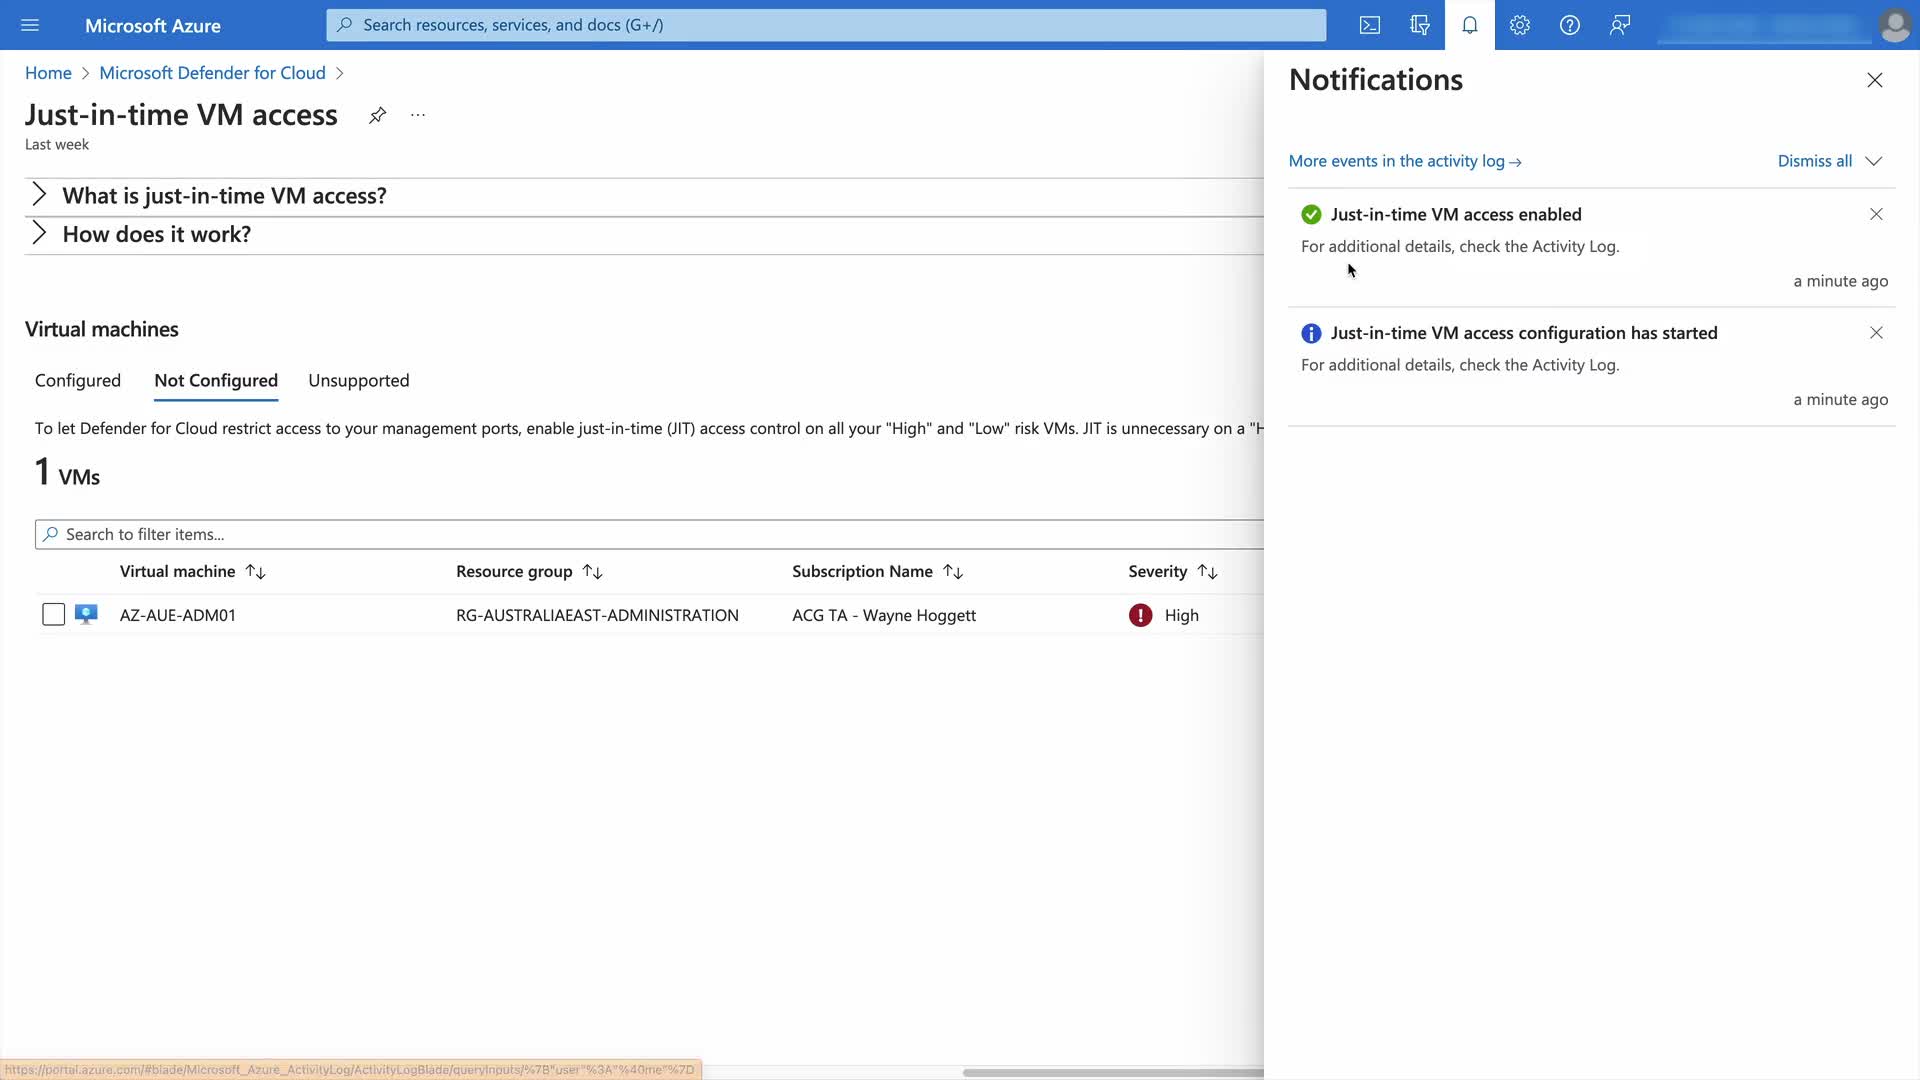 Microsoft Azure
Search resources, services, and docs (G+/)
Home > Microsoft Defender for Cloud >
Just-in-time VM access
Last week
What is just-in-time VM access?
How does it work?
Virtual machines
Configured Not Configured Unsupported
To let Defender for Cloud restrict access to your management ports, enable just-in-time (JIT) access control on all your "High" and "Low" risk VMs. JIT is unnecessary on a "H
1 VMs
Search to filter items...
Virtual machine Resource group Subscription Name Severity
AZ-AUE-ADM01 RG-AUSTRALIAEAST-ADMINISTRATION ACG TA - Wayne Hoggett High
Notifications
More events in the activity log → Dismiss all
Just-in-time VM access enabled
For additional details, check the Activity Log.
a minute ago
Just-in-time VM access configuration has started
For additional details, check the Activity Log.
a minute ago
https://portal.azure.com/#blade/Microsoft_Azure_ActivityLog/ActivityLogBlade/queryInputs/%7B"user"%3A"%40me"%7D